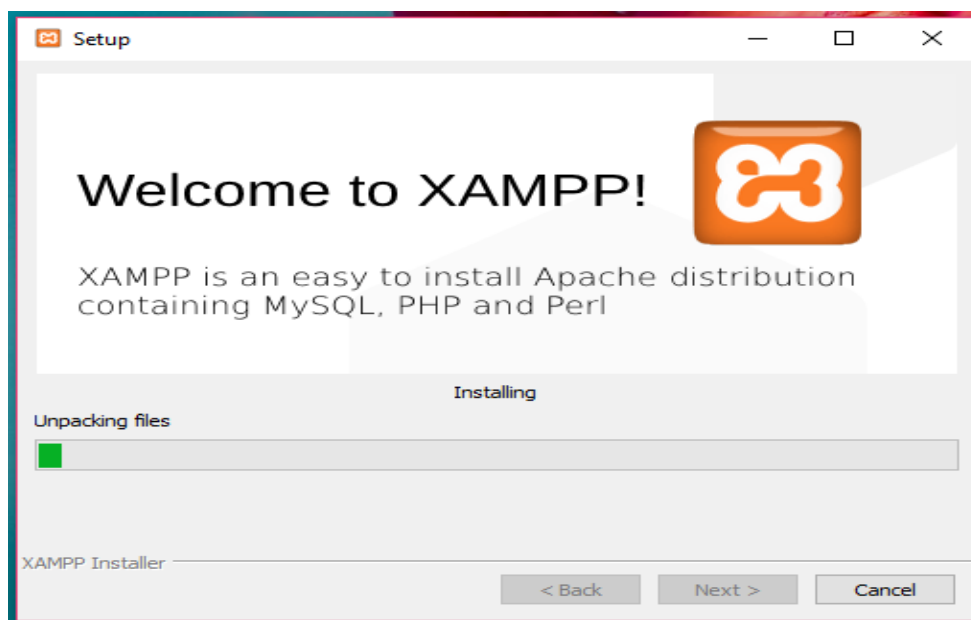 Setup
Welcome to XAMPP!
XAMPP is an easy to install Apache distribution
containing MySQL, PHP and Perl
Installing
Unpacking files
XAMPP Installer
< Back
Next >
Cancel